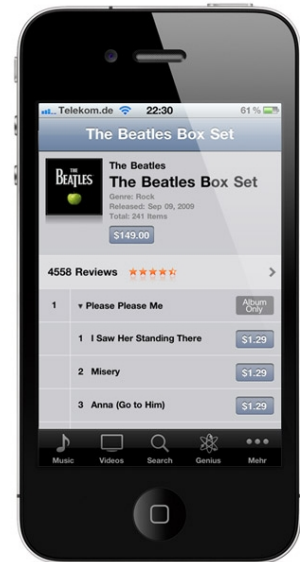 Telekom.de 22:30 61 %
The Beatles Box Set
THE
BEATLES
The Beatles
The Beatles Box Set
Genre: Rock
Released: Sep 09, 2009
Total: 241 Items
$149.00
4558 Reviews
1 Please Please Me Album Only
1 I Saw Her Standing There $1.29
2 Misery $1.29
3 Anna (Go to Him) $1.29
Music Videos Search Genius Mehr